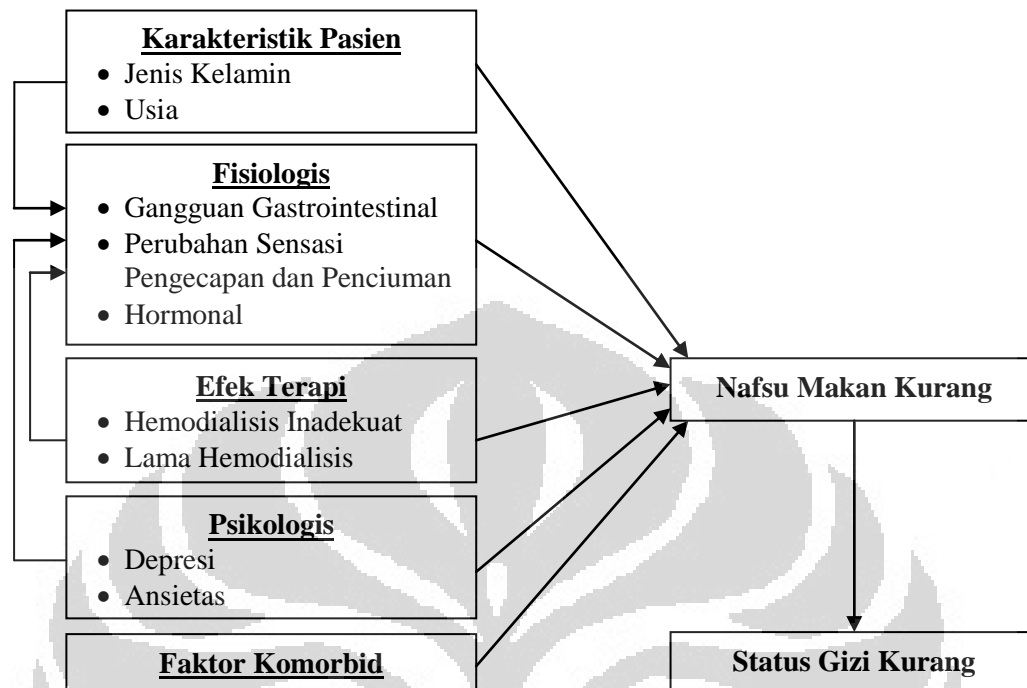 Karakteristik Pasien
• Jenis Kelamin
• Usia
Fisiologis
• Gangguan Gastrointestinal
• Perubahan Sensasi
Pengecapan dan Penciuman
• Hormonal
Efek Terapi
• Hemodialisis Inadekuat
• Lama Hemodialisis
Psikologis
• Depresi
• Ansietas
Faktor Komorbid
Nafsu Makan Kurang
Status Gizi Kurang